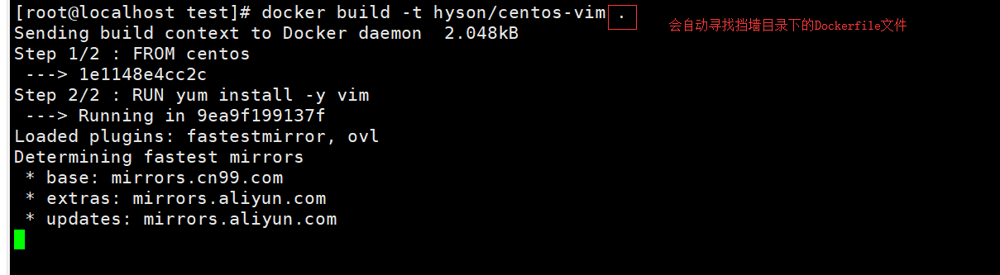 [root@localhost test]# docker build -t hyson/centos-vim .
会自动寻找挡墙目录下的Dockerfile文件
Sending build context to Docker daemon  2.048kB
Step 1/2 : FROM centos
 ---> 1e1148e4cc2c
Step 2/2 : RUN yum install -y vim
 ---> Running in 9ea9f199137f
Loaded plugins: fastestmirror, ovl
Determining fastest mirrors
 * base: mirrors.cn99.com
 * extras: mirrors.aliyun.com
 * updates: mirrors.aliyun.com